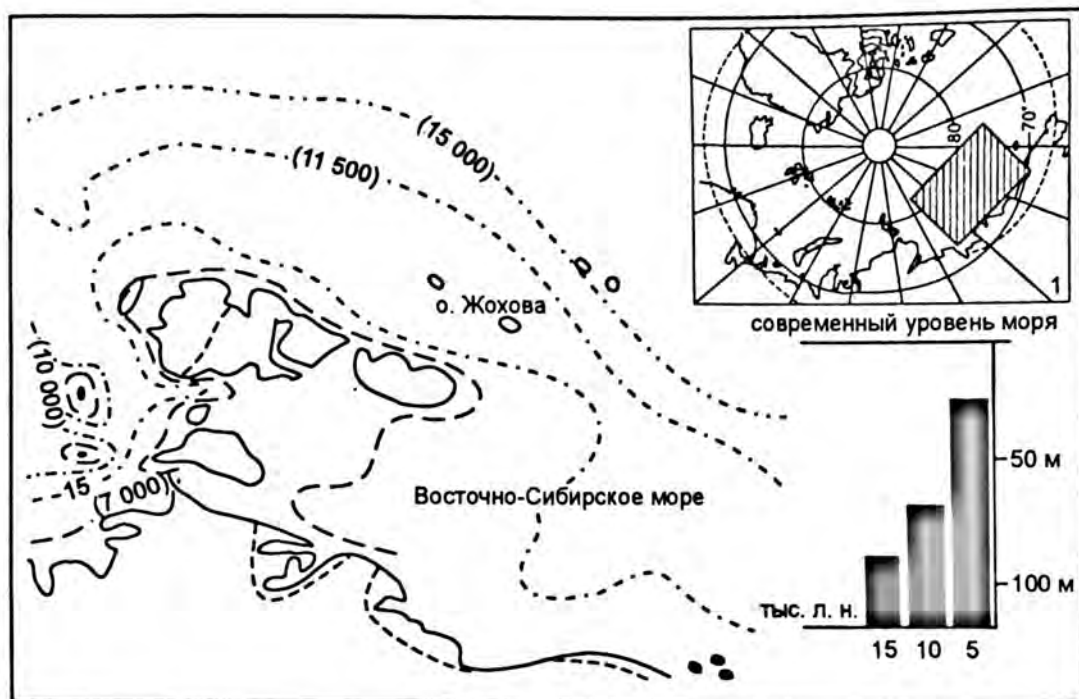 (15 000)
(11 500)
о. Жохова
(10 000)
15
7 000)
Восточно-Сибирское море
80°
70°
1
современный уровень моря
50 м
100 м
тыс. л. н.
15 10 5